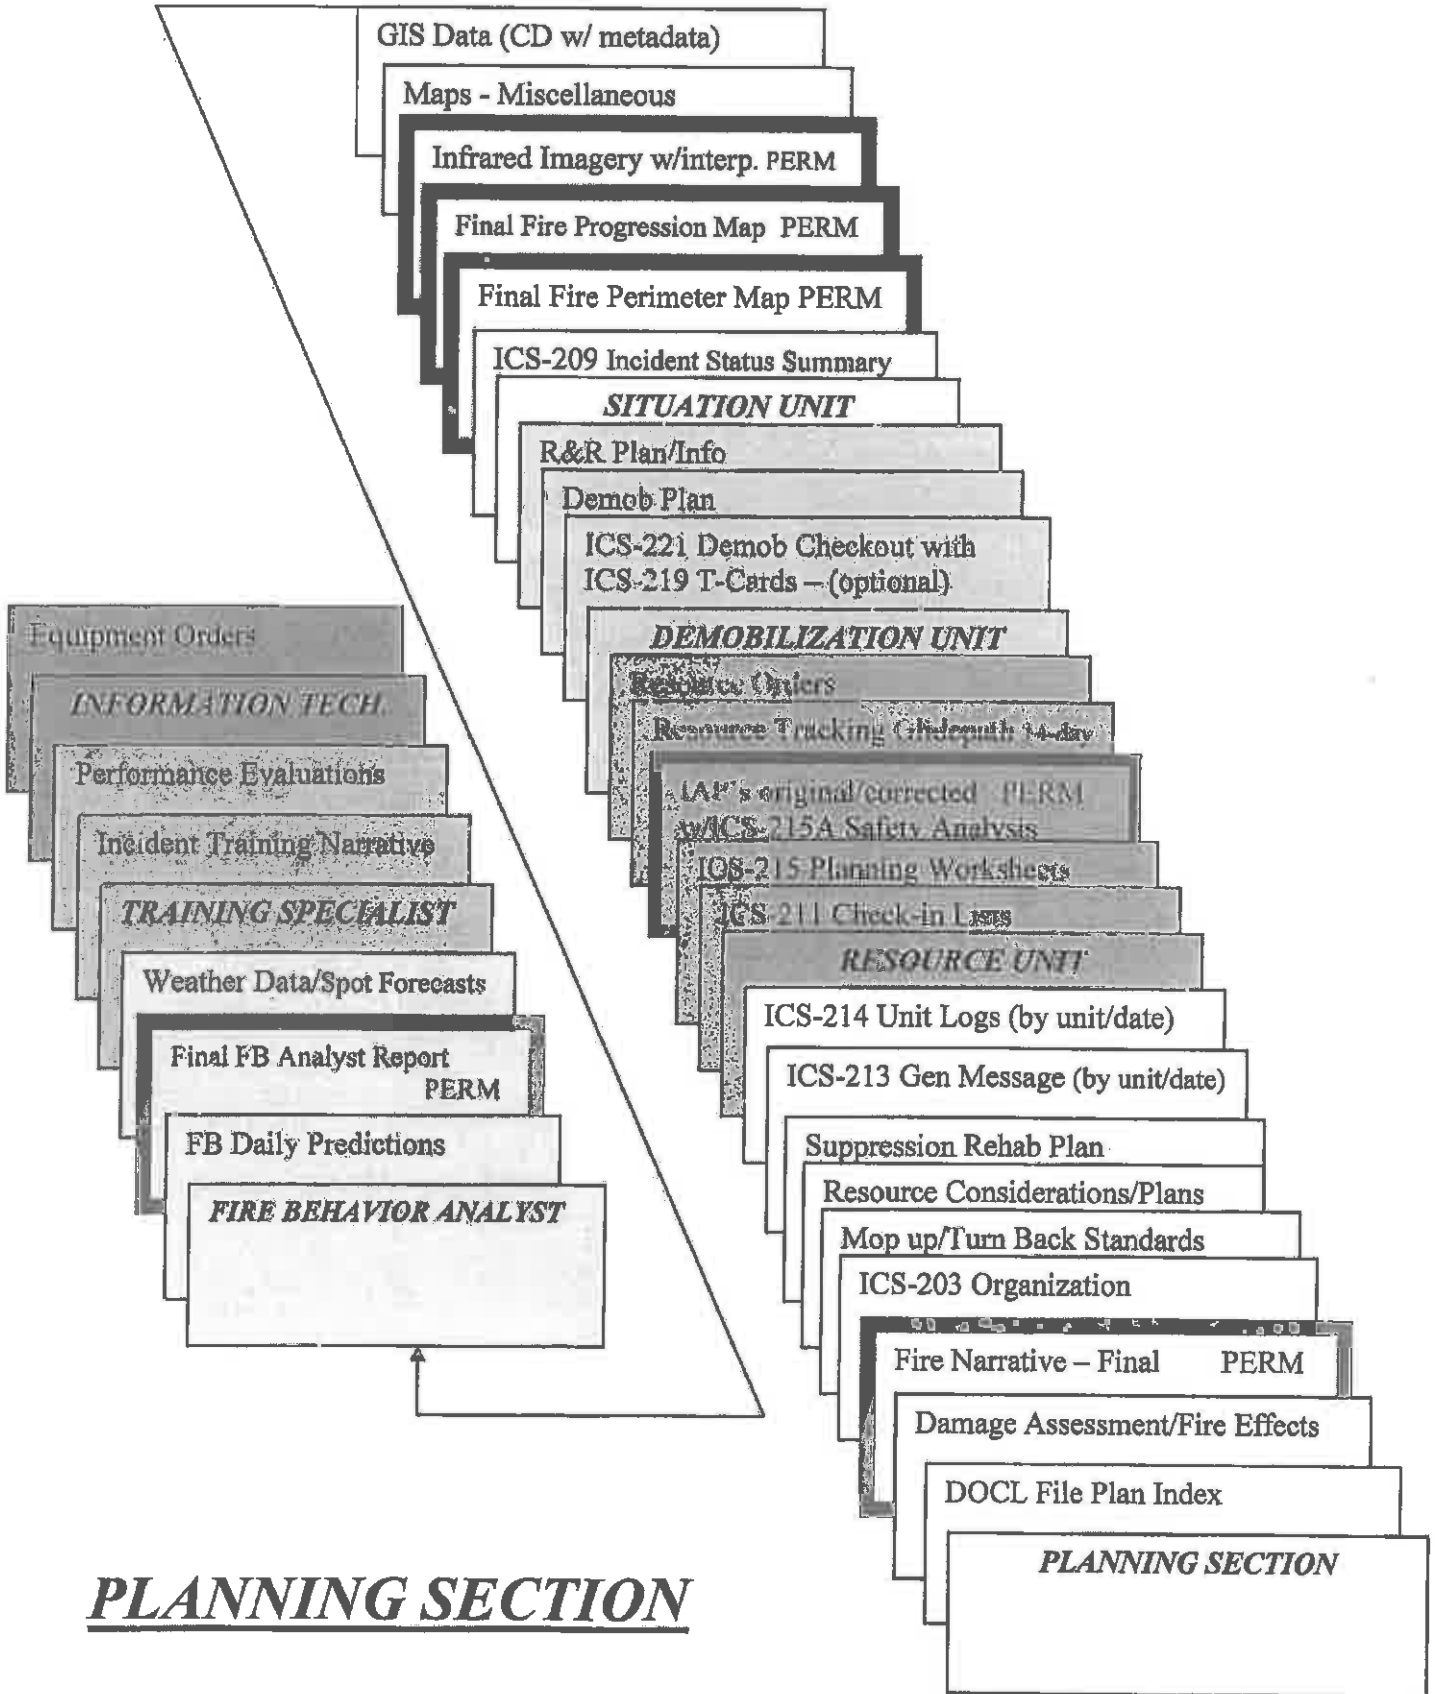 GIS Data (CD w/ metadata)
Maps - Miscellaneous
Infrared Imagery w/interp. PERM
Final Fire Progression Map PERM
Final Fire Perimeter Map PERM
ICS-209 Incident Status Summary
SITUATION UNIT
R&R Plan/Info
Demob Plan
ICS-221 Demob Checkout with
ICS-219 T-Cards – (optional)
DEMOBILIZATION UNIT
Resource Orders
Resource Tracking Glidepath 14-day
IAP's original/corrected PERM
w/ICS-215A Safety Analysis
ICS-215 Planning Worksheets
ICS-211 Check-in Lists
RESOURCE UNIT
ICS-214 Unit Logs (by unit/date)
ICS-213 Gen Message (by unit/date)
Suppression Rehab Plan
Resource Considerations/Plans
Mop up/Turn Back Standards
ICS-203 Organization
Fire Narrative – Final PERM
Damage Assessment/Fire Effects
DOCL File Plan Index
PLANNING SECTION
Equipment Orders
INFORMATION TECH.
Performance Evaluations
Incident Training Narrative
TRAINING SPECIALIST
Weather Data/Spot Forecasts
Final FB Analyst Report
PERM
FB Daily Predictions
FIRE BEHAVIOR ANALYST
PLANNING SECTION